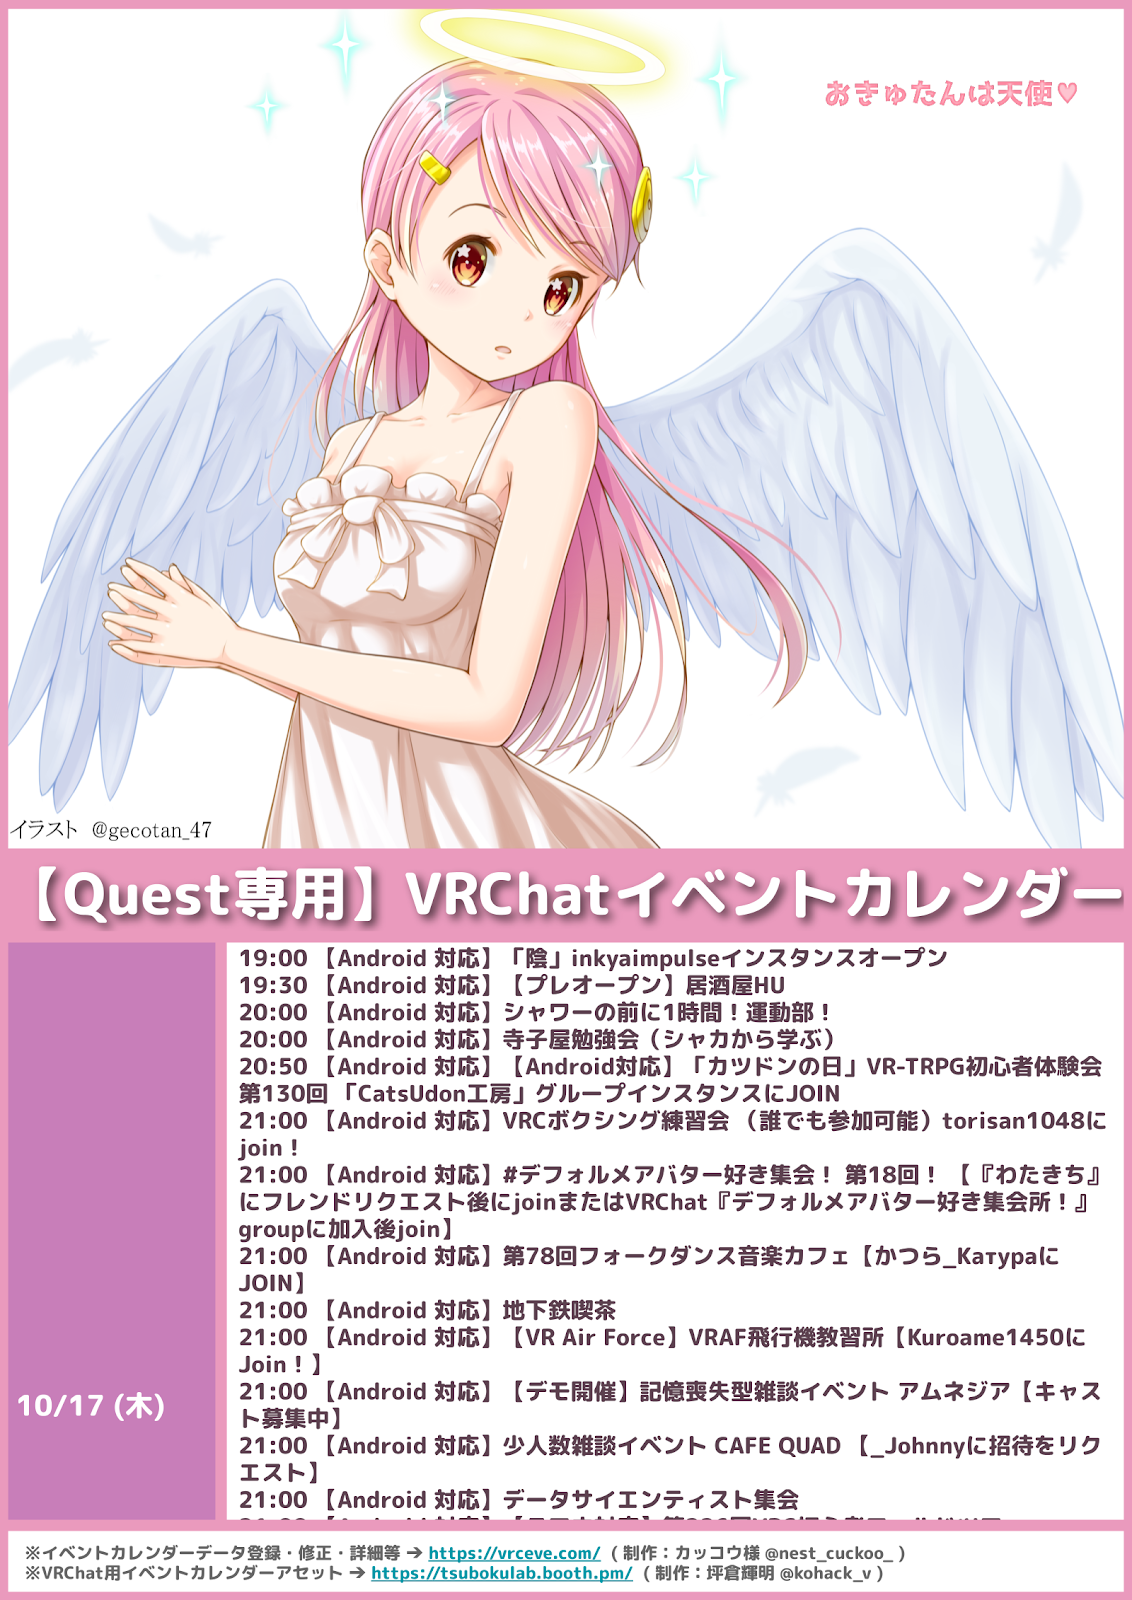 おきゅたんは天使♥
イラスト @gecotan_47
【Quest専用】VRChatイベントカレンダー
10/17 (木)
19:00 【Android 対応】「陰」inkyaimpulseインスタンスオープン
19:30 【Android 対応】【プレオープン】居酒屋HU
20:00 【Android 対応】シャワーの前に1時間！運動部！
20:00 【Android 対応】寺子屋勉強会（シャカから学ぶ）
20:50 【Android 対応】【Android対応】「カツドンの日」VR-TRPG初心者体験会
第130回 「CatsUdon工房」グループインスタンスにJOIN
21:00 【Android 対応】VRCボクシング練習会 （誰でも参加可能）torisan1048に
join！
21:00 【Android 対応】#デフォルメアバター好き集会！ 第18回！ 【『わたきち』
にフレンドリクエスト後にjoinまたはVRChat『デフォルメアバター好き集会所！』
groupに加入後join】
21:00 【Android 対応】第78回フォークダンス音楽カフェ【かつら_Катураに
JOIN】
21:00 【Android 対応】地下鉄喫茶
21:00 【Android 対応】【VR Air Force】VRAF飛行機教習所【Kuroame1450に
Join！】
21:00 【Android 対応】【デモ開催】記憶喪失型雑談イベント アムネジア【キャス
ト募集中】
21:00 【Android 対応】少人数雑談イベント CAFE QUAD 【_Johnnyに招待をリク
エスト】
21:00 【Android 対応】データサイエンティスト集会
※イベントカレンダーデータ登録・修正・詳細等 → https://vrceve.com/ （制作：カッコウ様 @nest_cuckoo_ ）
※VRChat用イベントカレンダーアセット → https://tsubokulab.booth.pm/ （制作：坪倉輝明 @kohack_v ）